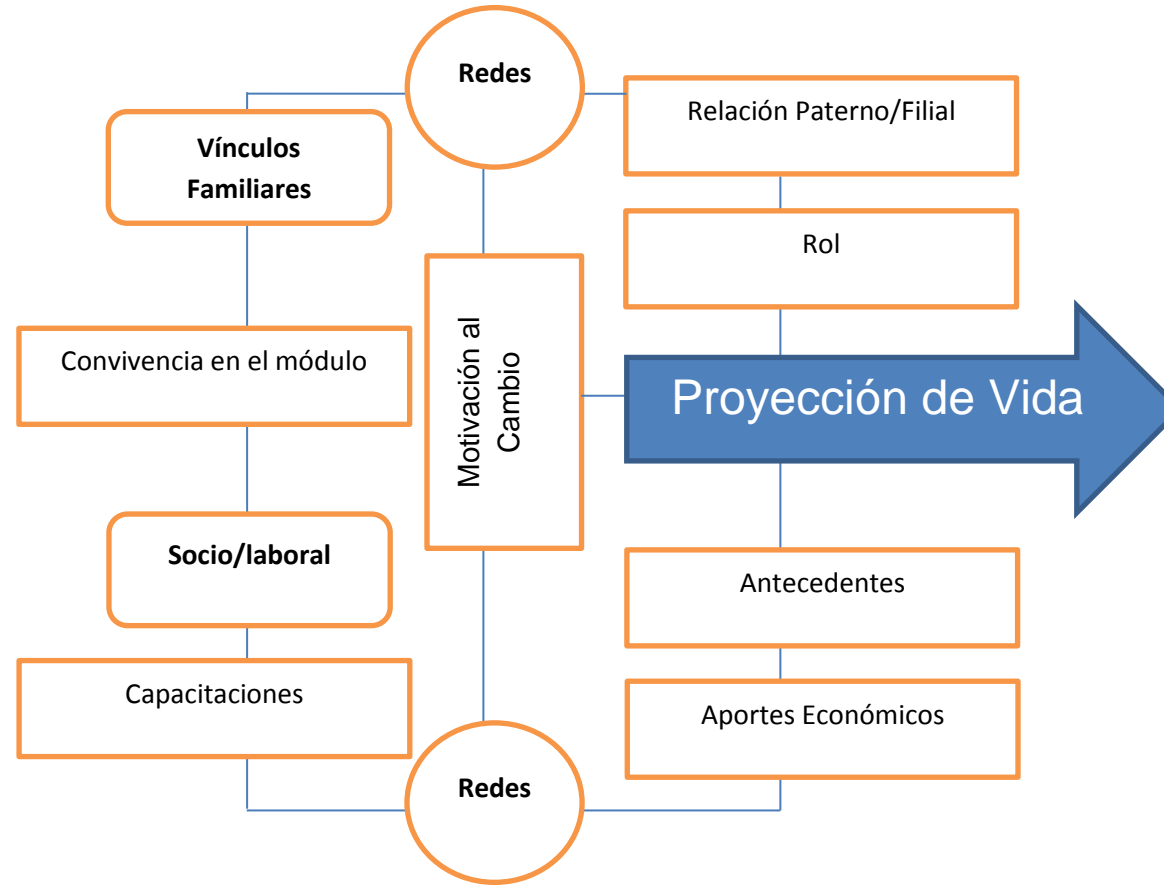 Redes
Relación Paterno/Filial
Vínculos
Familiares
Rol
Convivencia en el módulo
Motivación al
Cambio
Proyección de Vida
Socio/laboral
Antecedentes
Capacitaciones
Aportes Económicos
Redes